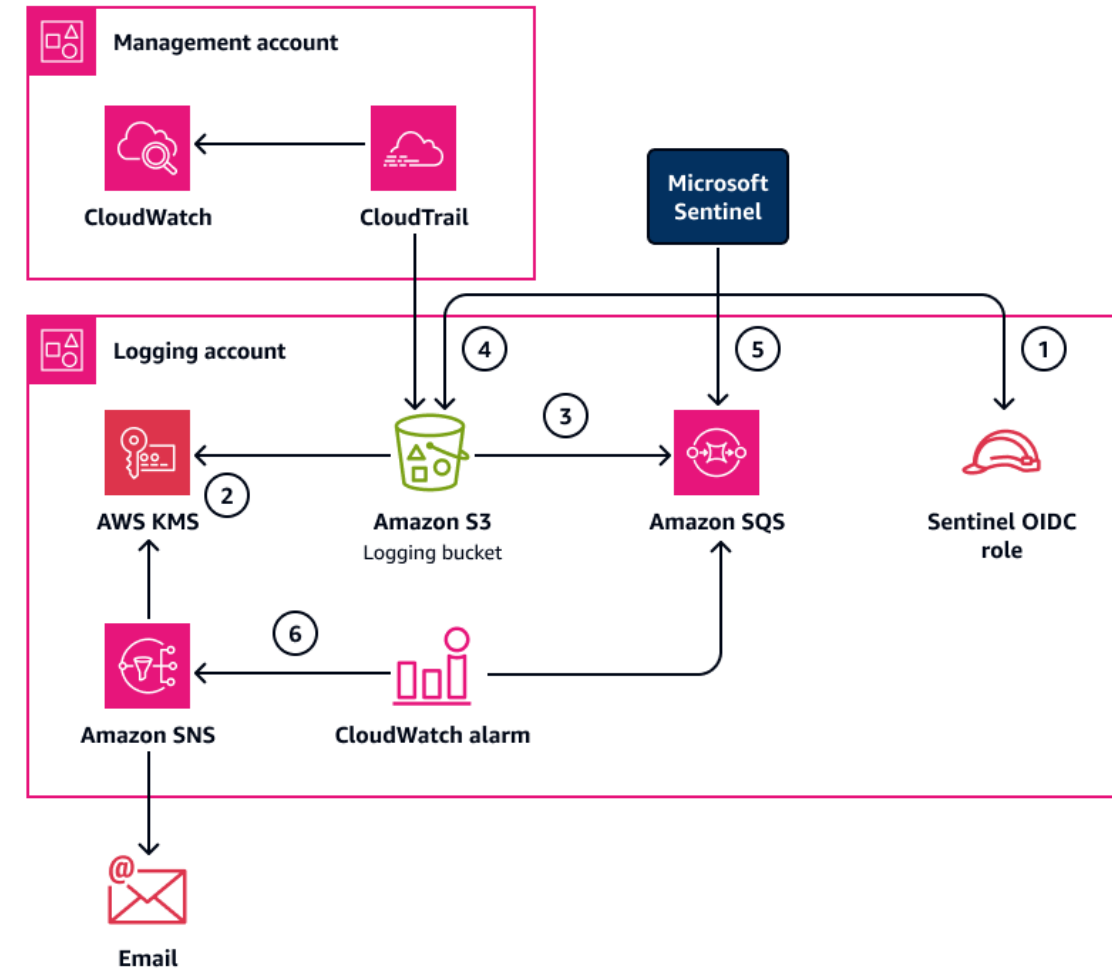 Management account
CloudWatch
CloudTrail
Microsoft
Sentinel
Logging account
4
5
1
3
2
AWS KMS
Amazon S3
Logging bucket
Amazon SQS
Sentinel OIDC
role
6
Amazon SNS
CloudWatch alarm
@
Email